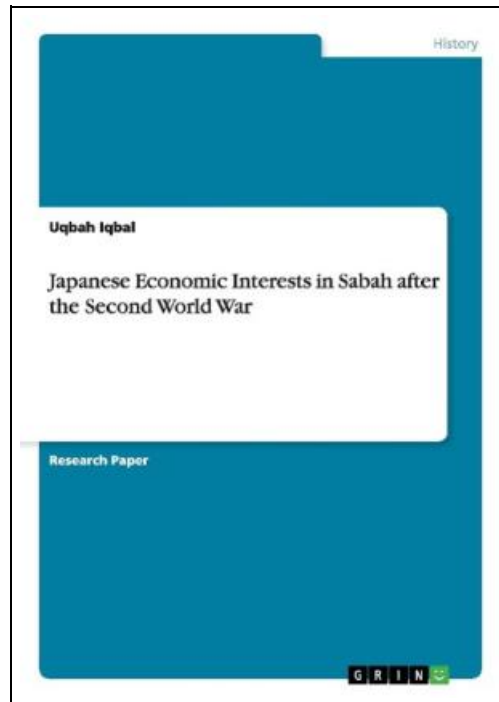 History
Uqbah Iqbal
Japanese Economic Interests in Sabah after
the Second World War
Research Paper
GRIN